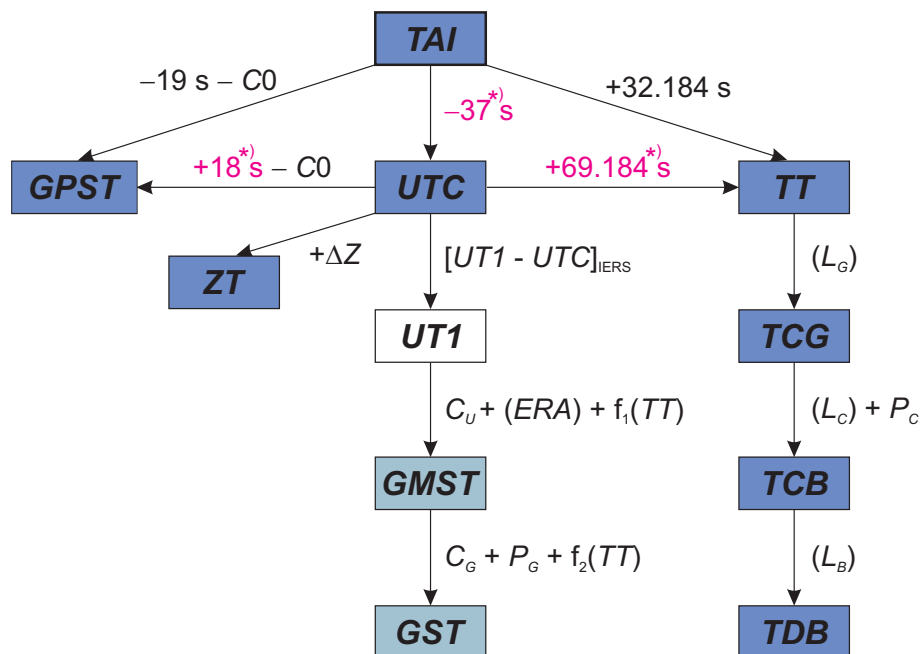 TAI
−19 s − C0
−37*)s
+32.184 s
GPST
+18*)s − C0
UTC
+69.184*)s
TT
+ΔZ
[UT1 - UTC]IERS
(LG)
ZT
UT1
TCG
CU + (ERA) + f1(TT)
(LC) + PC
GMST
TCB
CG + PG + f2(TT)
(LB)
GST
TDB